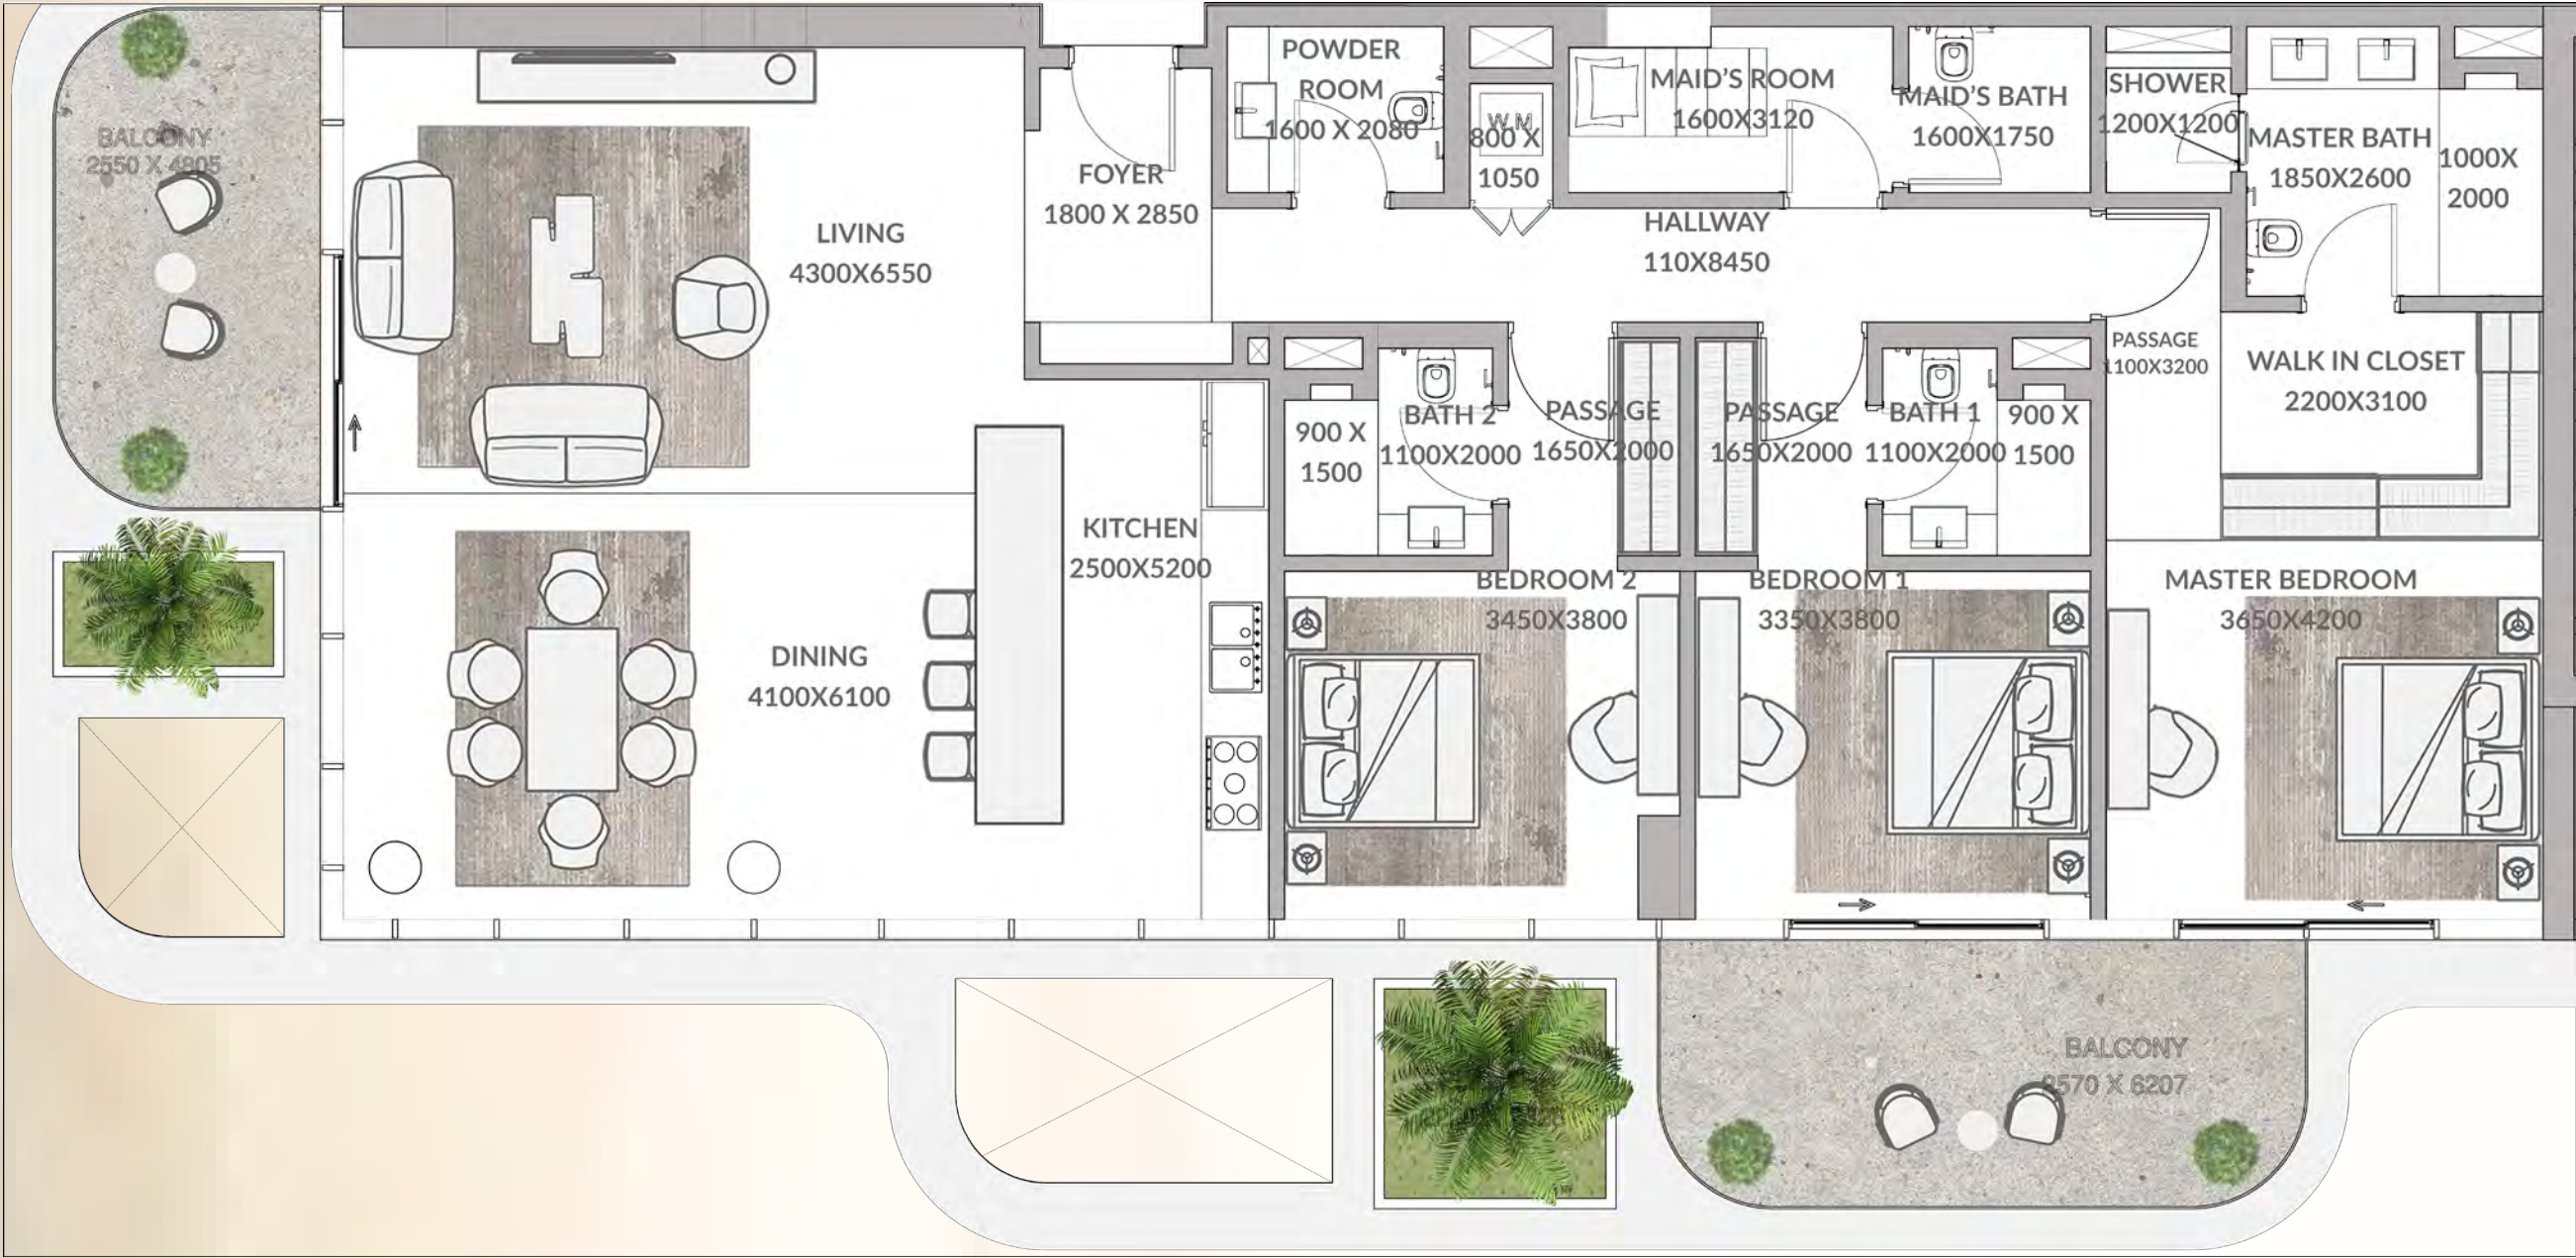 BALCONY
2550 X 4805
LIVING
4300X6550
FOYER
1800 X 2850
POWDER
ROOM
1600 X 2080
W.M
800 X
1050
MAID'S ROOM
1600X3120
MAID'S BATH
1600X1750
SHOWER
1200X1200
MASTER BATH
1850X2600
1000X
2000
HALLWAY
110X8450
PASSAGE
1100X3200
WALK IN CLOSET
2200X3100
900 X
1500
BATH 2
1100X2000
PASSAGE
1650X2000
PASSAGE
1650X2000
BATH 1
1100X2000
900 X
1500
KITCHEN
2500X5200
DINING
4100X6100
BEDROOM 2
3450X3800
BEDROOM 1
3350X3800
MASTER BEDROOM
3650X4200
BALCONY
X 6207